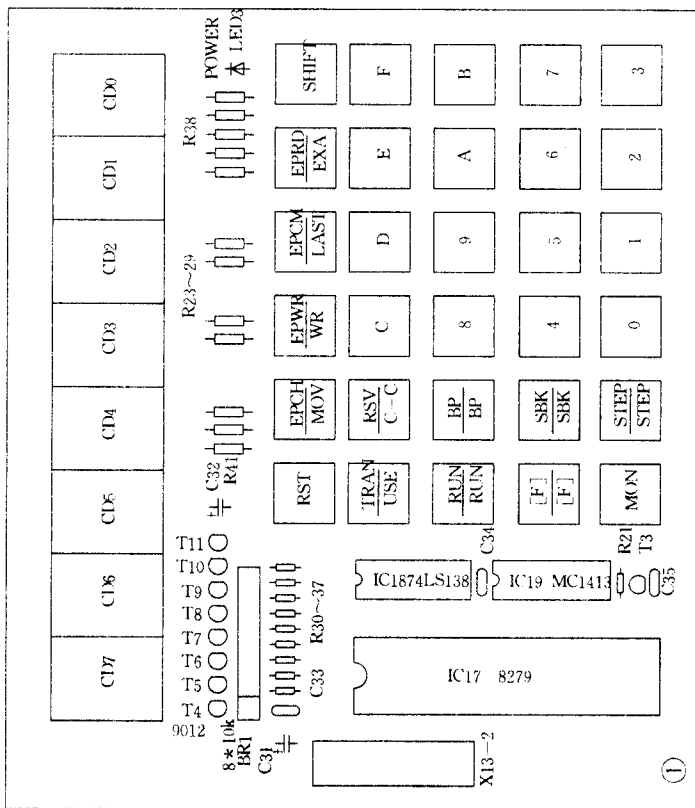 CD0
CD1
CD2
CD3
CD4
CD5
CD6
CD7
POWER
LED3
R38
R23~29
C32
R41
T11
T10
T9
T8
T7
T6
T5
T4
9012
8*10k
BR1
C31
R30~37
C33
SHIFT
F
B
7
3
EPRD
EXA
E
A
6
2
EPCM
LAST
D
9
5
1
EPWR
WR
C
8
4
0
EPCH
MOV
RSV
C-C
BP
BP
SBK
SBK
STEP
STEP
RST
TRAN
USE
RUN
RUN
[F]
[F]
MON
IC1874LS138
C34
IC19 MC1413
R21
T3
C35
IC17 8279
X13-2
①